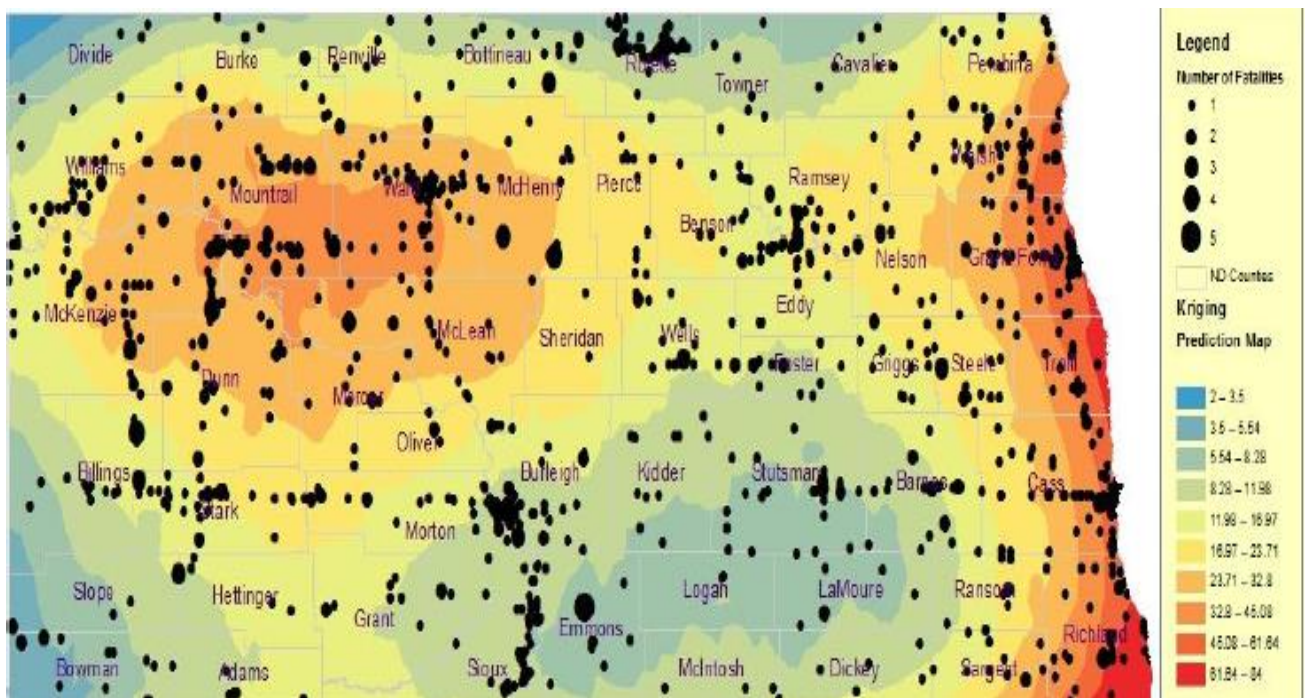 Divide
Burke
Renville
Bottineau
Rolette
Towner
Cavalier
Pembina
Williams
Mountrail
Ward
McHenry
Pierce
Benson
Ramsey
Walsh
Nelson
Grand Forks
McKenzie
McLean
Sheridan
Wells
Eddy
Foster
Griggs
Steele
Traill
Dunn
Mercer
Oliver
Billings
Stark
Burleigh
Kidder
Stutsman
Barnes
Cass
Morton
Slope
Hettinger
Grant
Emmons
Logan
LaMoure
Ransom
Richland
Bowman
Adams
Sioux
McIntosh
Dickey
Sargent
Legend
Number of Fatalities
1
2
3
4
5
ND Counties
Kriging
Prediction Map
2 – 3.5
3.5 – 5.54
5.54 – 8.28
8.28 – 11.98
11.98 – 16.97
16.97 – 23.71
23.71 – 32.8
32.8 – 45.08
45.08 – 61.64
61.64 – 84